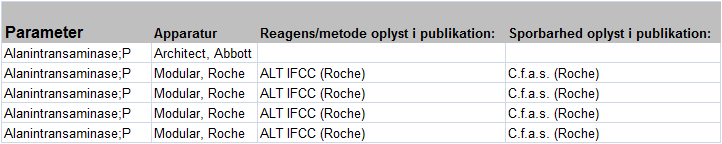 Parameter Apparatur Reagens/metode oplyst i publikation: Sporbarhed oplyst i publikation:
Alanintransaminase;P Architect, Abbott
Alanintransaminase;P Modular, Roche ALT IFCC (Roche) C.f.a.s. (Roche)
Alanintransaminase;P Modular, Roche ALT IFCC (Roche) C.f.a.s. (Roche)
Alanintransaminase;P Modular, Roche ALT IFCC (Roche) C.f.a.s. (Roche)
Alanintransaminase;P Modular, Roche ALT IFCC (Roche) C.f.a.s. (Roche)